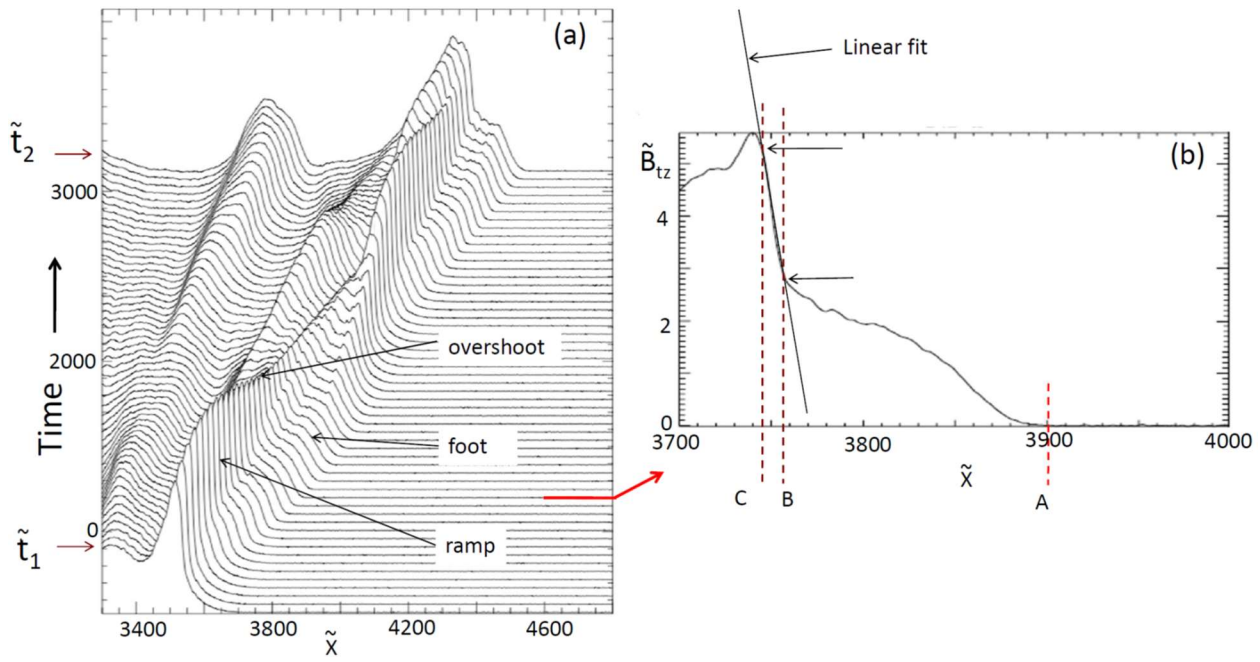 (a)
t̃₂
3000
2000
0
t̃₁
Time
overshoot
foot
ramp
3400 3800 4200 4600
X̃
Linear fit
B̃tz
(b)
4
2
0
3700 3800 3900 4000
X̃
C B A